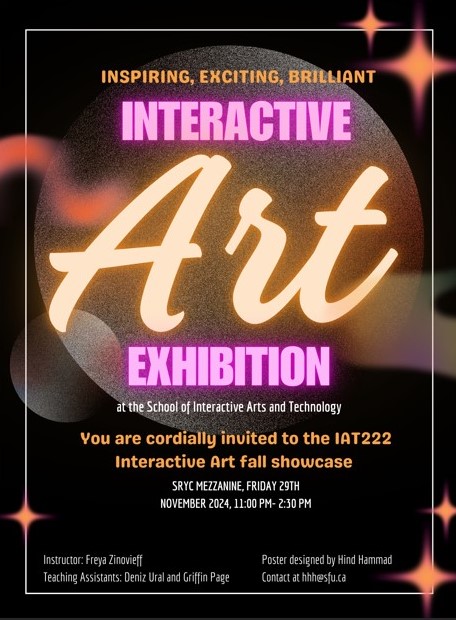 INSPIRING, EXCITING, BRILLIANT
INTERACTIVE
Art
EXHIBITION
at the School of Interactive Arts and Technology
You are cordially invited to the IAT222
Interactive Art fall showcase
SRYC MEZZANINE, FRIDAY 29TH
NOVEMBER 2024, 11:00 PM- 2:30 PM
Instructor: Freya Zinovieff
Teaching Assistants: Deniz Ural and Griffin Page
Poster designed by Hind Hammad
Contact at hhh@sfu.ca